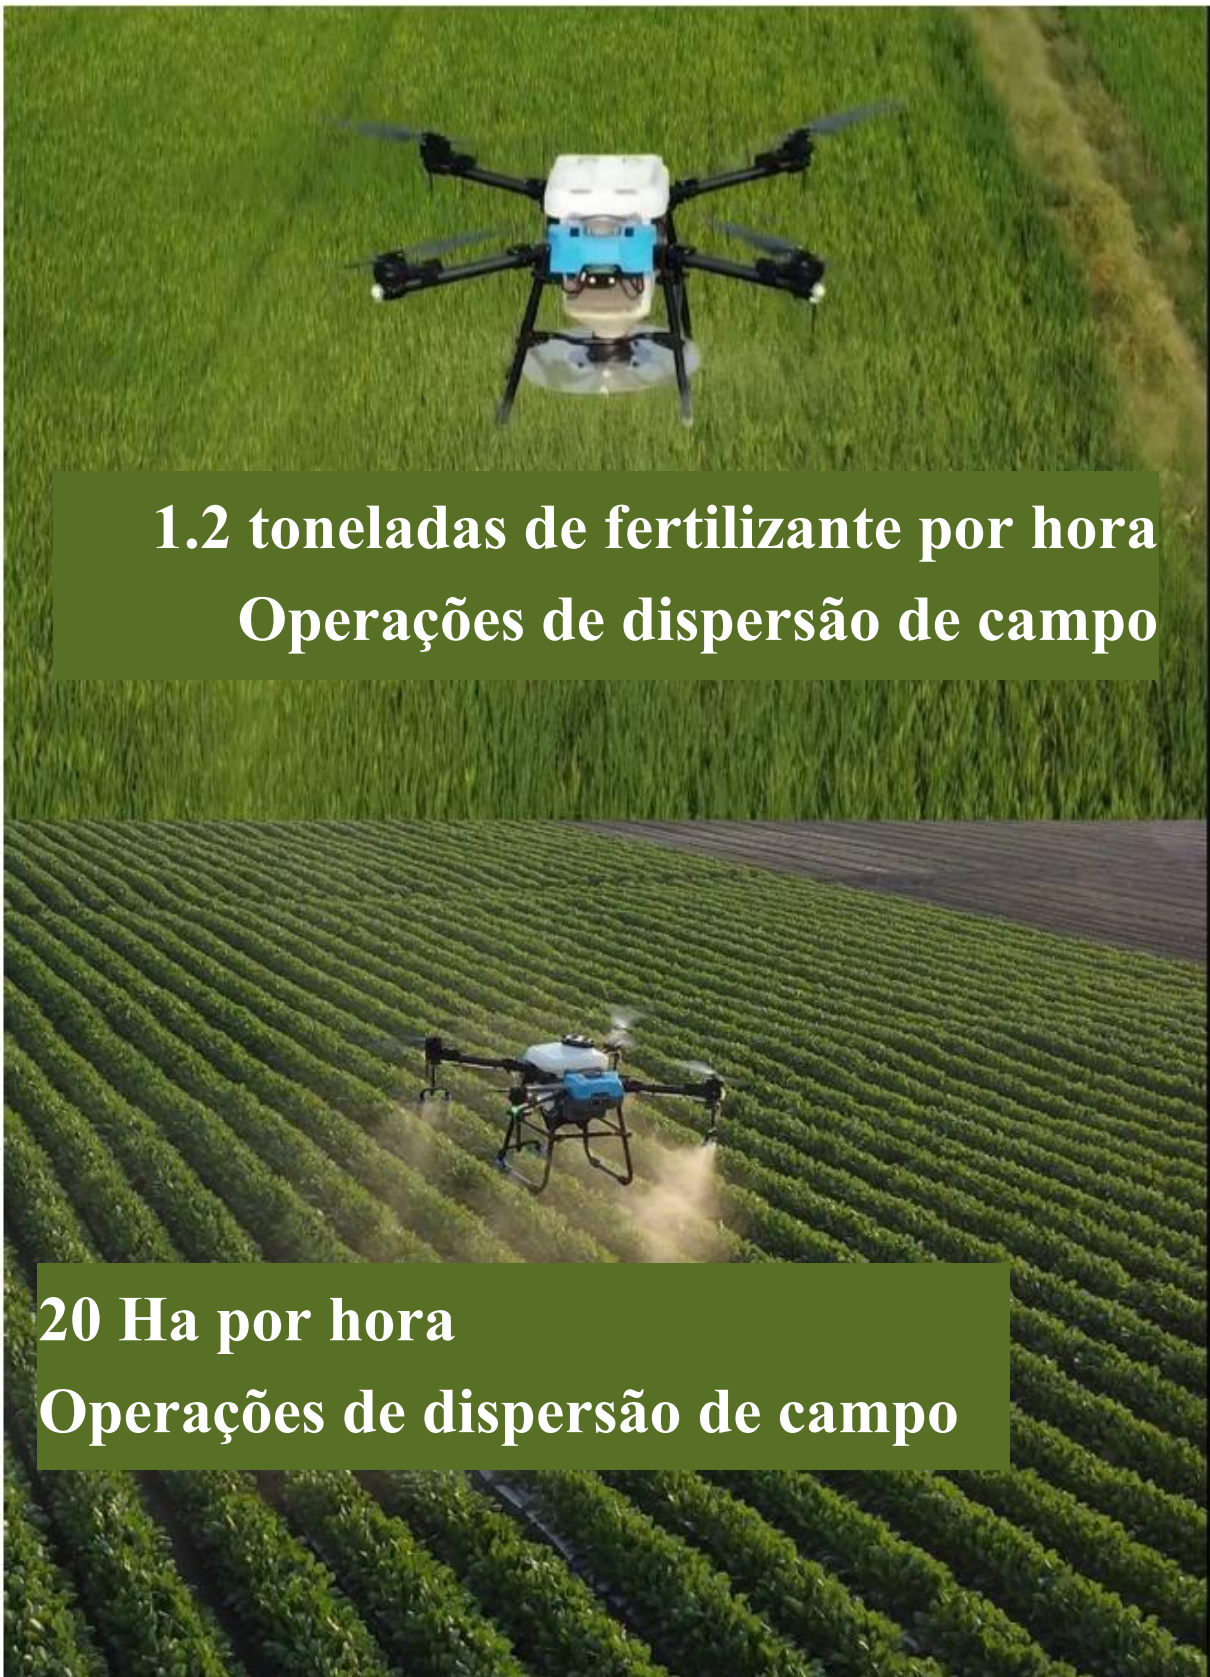 1.2 toneladas de fertilizante por hora
Operações de dispersão de campo
20 Ha por hora
Operações de dispersão de campo